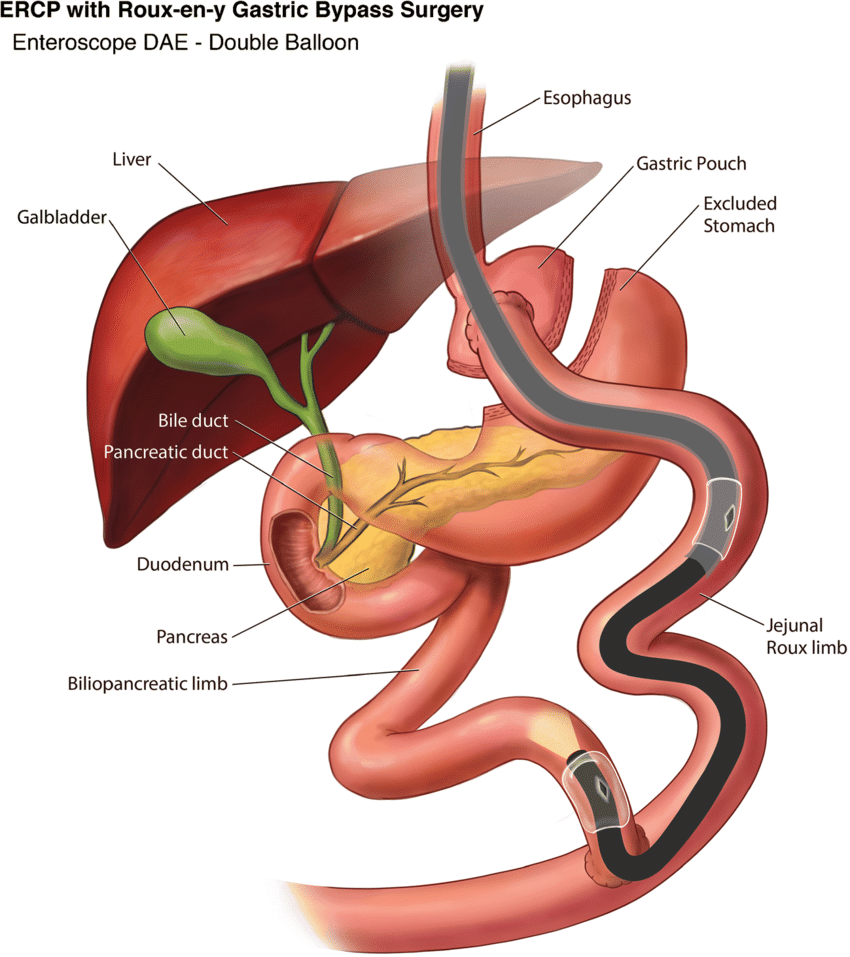 ERCP with Roux-en-y Gastric Bypass Surgery
Enteroscope DAE - Double Balloon
Esophagus
Liver
Gastric Pouch
Galbladder
Excluded
Stomach
Bile duct
Pancreatic duct
Duodenum
Pancreas
Jejunal
Roux limb
Biliopancreatic limb